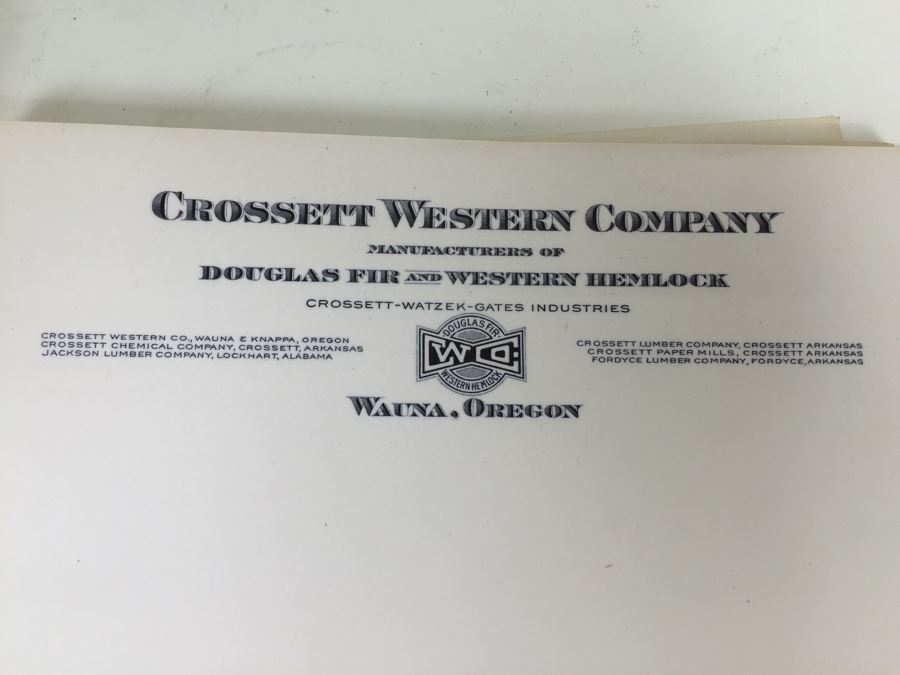 CROSSETT WESTERN COMPANY
MANUFACTURERS OF
DOUGLAS FIR AND WESTERN HEMLOCK
CROSSETT-WATZEK-GATES INDUSTRIES
CROSSETT WESTERN CO., WAUNA & KNAPPA, OREGON
CROSSETT CHEMICAL COMPANY, CROSSETT, ARKANSAS
JACKSON LUMBER COMPANY, LOCKHART, ALABAMA
DOUGLAS FIR
WESTERN HEMLOCK
CROSSETT LUMBER COMPANY, CROSSETT ARKANSAS
CROSSETT PAPER MILLS, CROSSETT ARKANSAS
FORDYCE LUMBER COMPANY, FORDYCE, ARKANSAS
WAUNA, OREGON